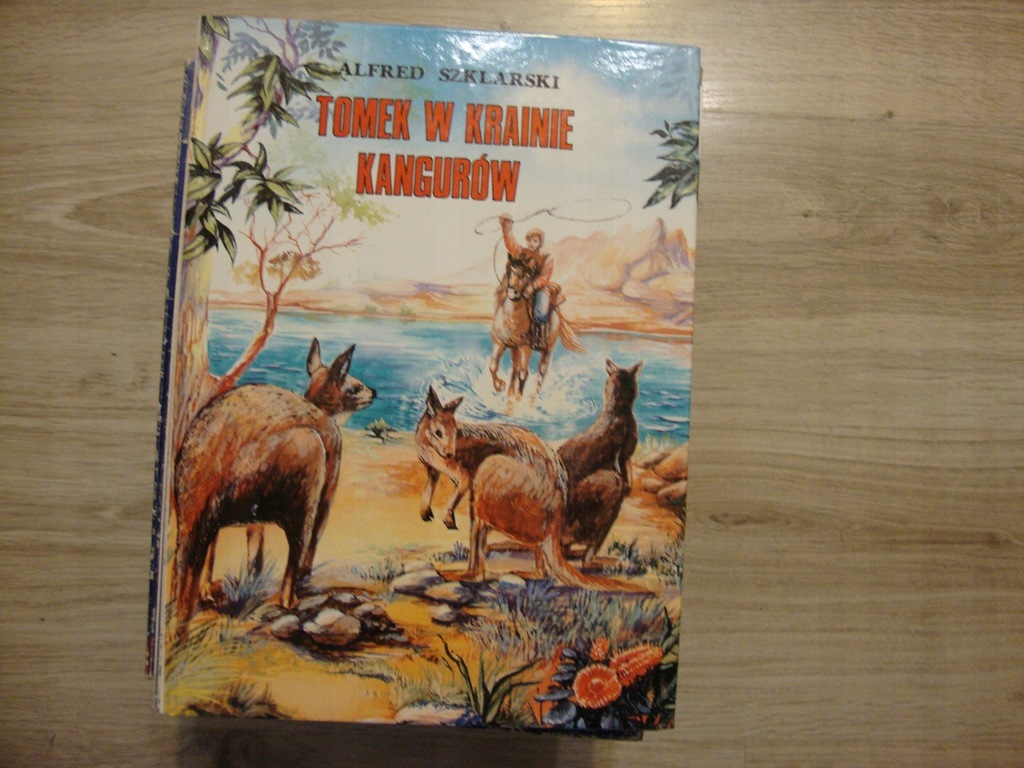 ALFRED SZKLARSKI
TOMEK W KRAINIE
KANGURÓW